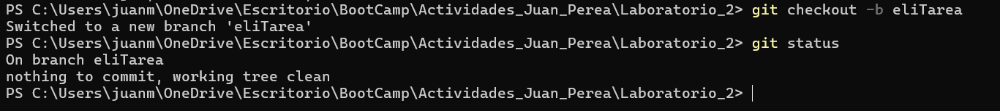 PS C:\Users\juanm\OneDrive\Escritorio\BootCamp\Actividades_Juan_Perea\Laboratorio_2> git checkout -b eliTarea
Switched to a new branch 'eliTarea'
PS C:\Users\juanm\OneDrive\Escritorio\BootCamp\Actividades_Juan_Perea\Laboratorio_2> git status
On branch eliTarea
nothing to commit, working tree clean
PS C:\Users\juanm\OneDrive\Escritorio\BootCamp\Actividades_Juan_Perea\Laboratorio_2>